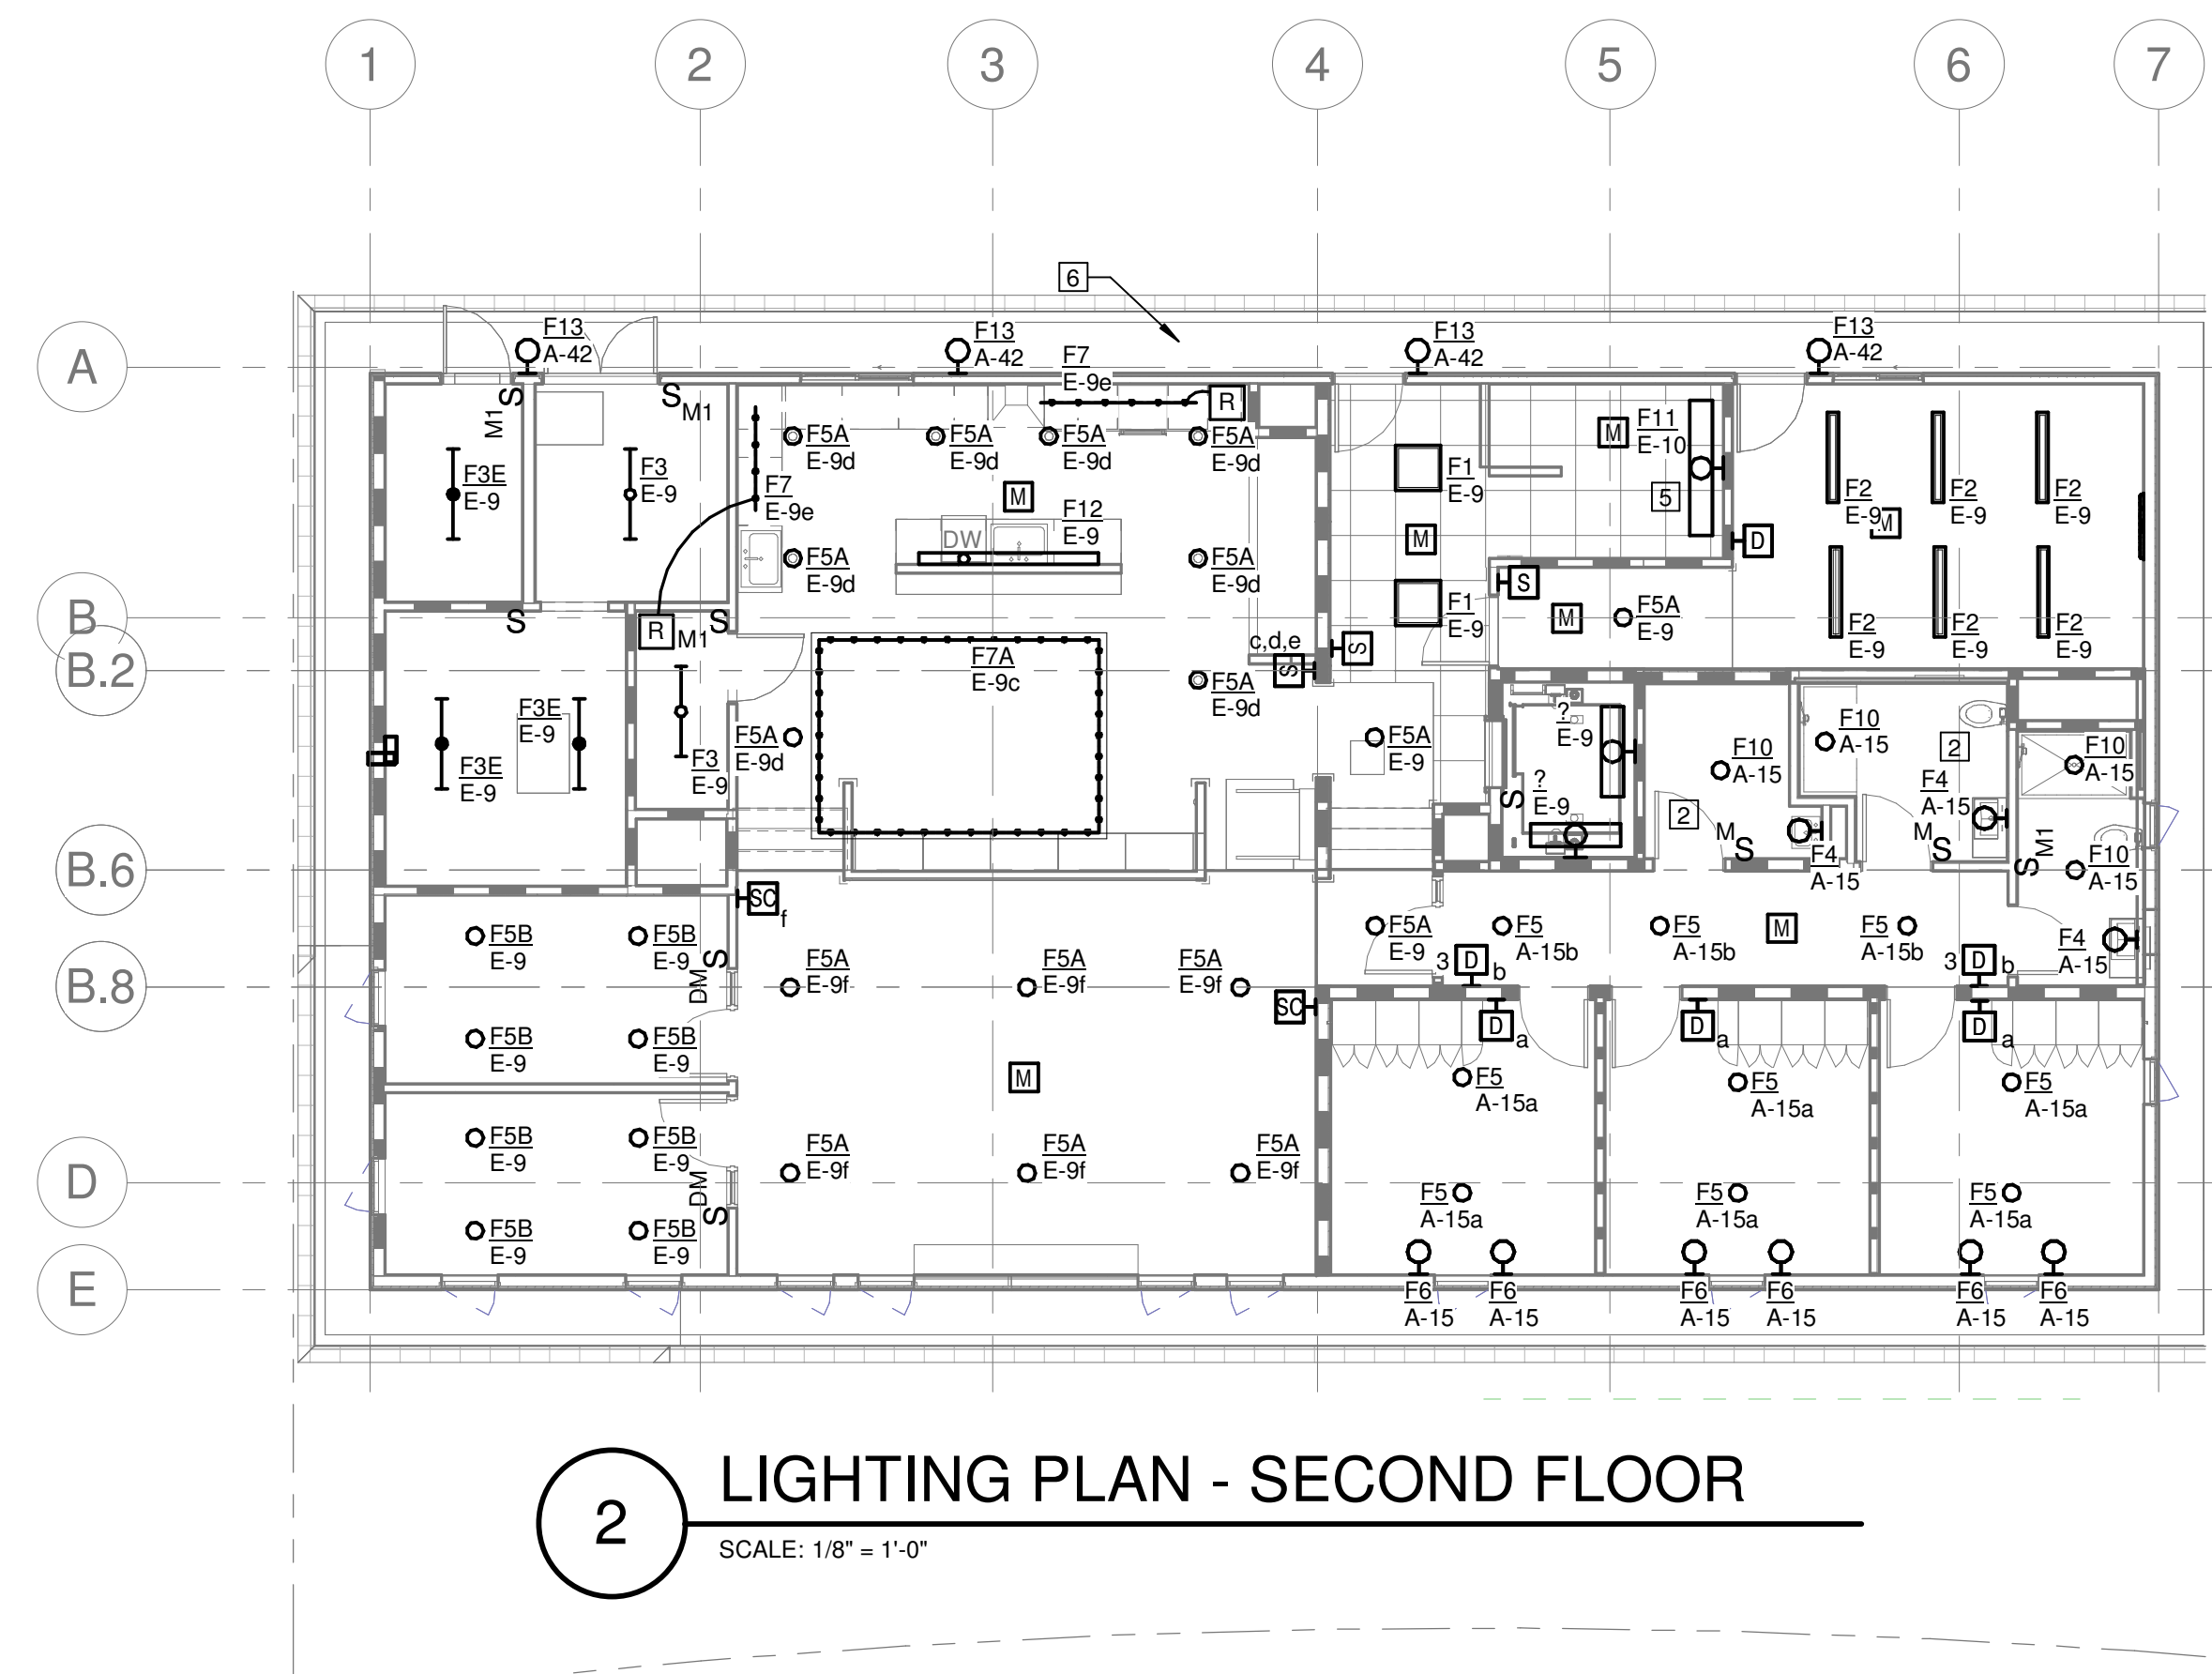 1 2 3 4 5 6 7
6
A
F13 F13 F13 F13
A-42 A-42 A-42 A-42
F7
E-9e
R
S S M1
M1
F5A F5A F5A F5A
E-9d E-9d E-9d E-9d
M F11
E-10
F3E F3 F1
E-9 E-9 E-9
F7
E-9e
M
5
F2 F2 F2
E-9 E-9 E-9
M
F12
E-9
DW
M
D
F5A F5A
E-9d E-9d
S
B
S R M1 S
F1
E-9
M F5A
E-9
F2 F2 F2
E-9 E-9 E-9
c,d,e
S
S
B.2
F7A
E-9c
F5A
E-9d
F3E
E-9
F3E
E-9
F3
E-9
F5A
E-9d
F5A
E-9
?
E-9
?
E-9
S
F10
A-15
F10
A-15
2
F10
A-15
F4
A-15
2
M
S
M
S
M1
S
F4
A-15
F10
A-15
B.6
SC
f
F5B F5B
E-9 E-9
S
DM
F5A F5A F5A
E-9f E-9f E-9f
F5A F5 F5 M F5
E-9 A-15b A-15b A-15b
F4
A-15
3 D b 3 D b
B.8
SC
D a D a D a
F5B F5B
E-9 E-9
M
F5 F5 F5
A-15a A-15a A-15a
F5B F5B
E-9 E-9
F5A F5A F5A
E-9f E-9f E-9f
D
DM
S
F5 F5 F5
A-15a A-15a A-15a
F5B F5B
E-9 E-9
E
F6 F6 F6 F6 F6 F6
A-15 A-15 A-15 A-15 A-15 A-15
2
LIGHTING PLAN - SECOND FLOOR
SCALE: 1/8" = 1'-0"